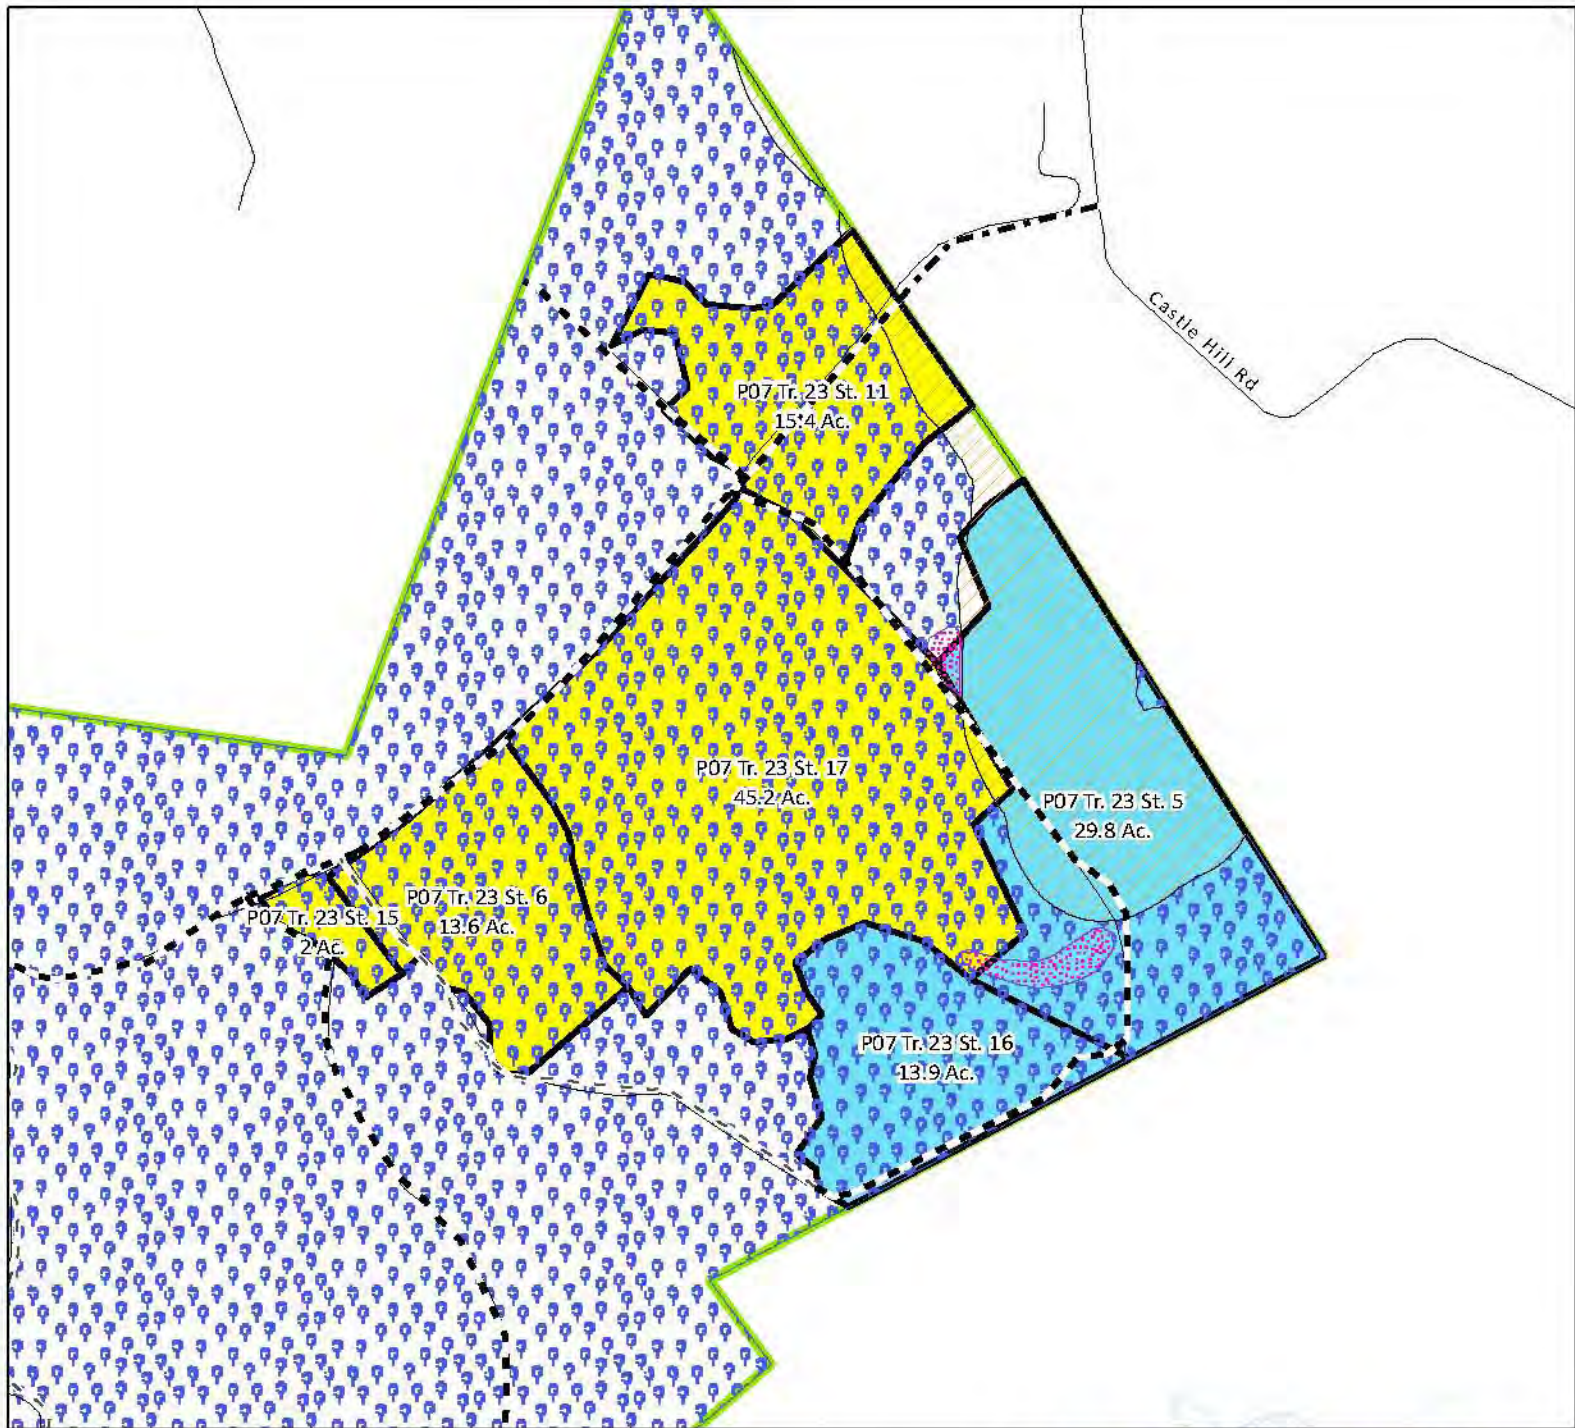 Castle Hill Rd
P07 Tr. 23 St. 11
15.4 Ac.
P07 Tr. 23 St. 17
45.2 Ac.
P07 Tr. 23 St. 5
29.8 Ac.
P07 Tr. 23 St. 6
13.6 Ac.
P07 Tr. 23 St. 15
2 Ac.
P07 Tr. 23 St. 16
13.9 Ac.